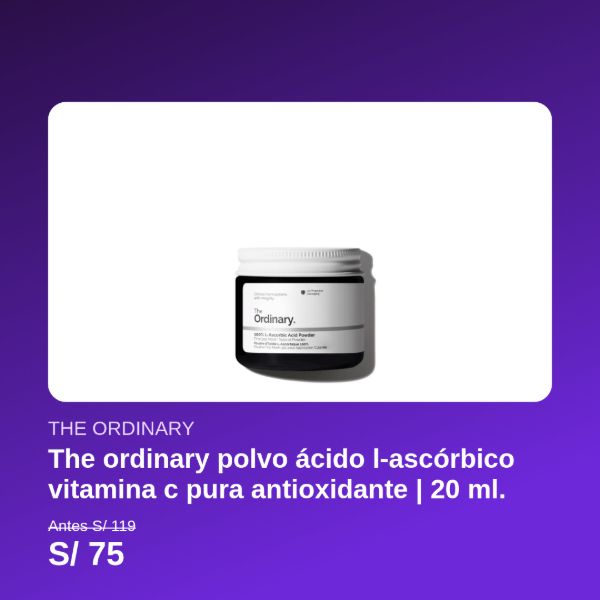 The
Ordinary.
100% L-Ascorbic Acid Powder
THE ORDINARY
The ordinary polvo ácido l-ascórbico
vitamina c pura antioxidante | 20 ml.
Antes S/ 119
S/ 75